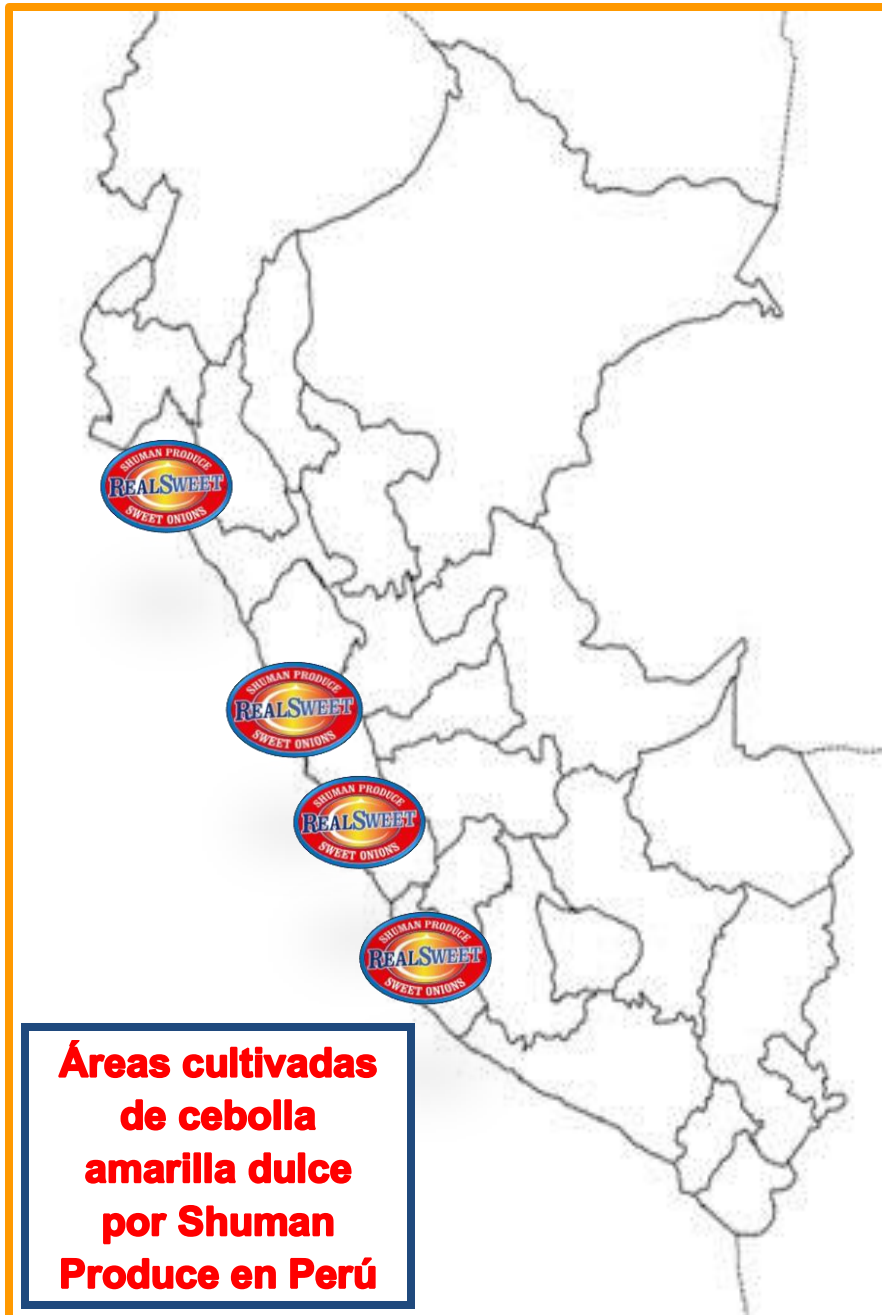 SHUMAN PRODUCE
REALSWEET
SWEET ONIONS
SHUMAN PRODUCE
REALSWEET
SWEET ONIONS
SHUMAN PRODUCE
REALSWEET
SWEET ONIONS
SHUMAN PRODUCE
REALSWEET
SWEET ONIONS
Áreas cultivadas
de cebolla
amarilla dulce
por Shuman
Produce en Perú